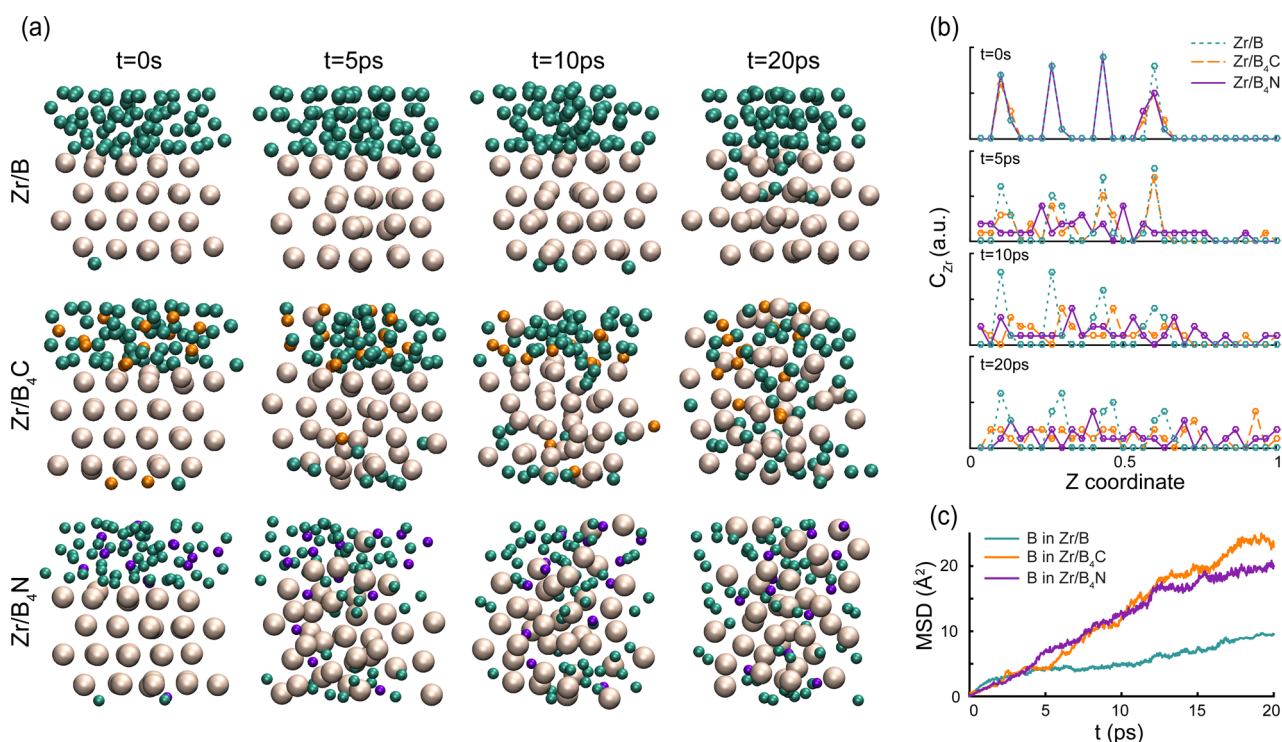 (a)
t=0s
t=5ps
t=10ps
t=20ps
Zr/B
Zr/B₄C
Zr/B₄N
(b)
Zr/B
Zr/B₄C
Zr/B₄N
t=0s
t=5ps
t=10ps
t=20ps
C_Zr (a.u.)
0
0.5
1
Z coordinate
(c)
B in Zr/B
B in Zr/B₄C
B in Zr/B₄N
MSD (Å²)
20
10
0
0
5
10
15
20
t (ps)